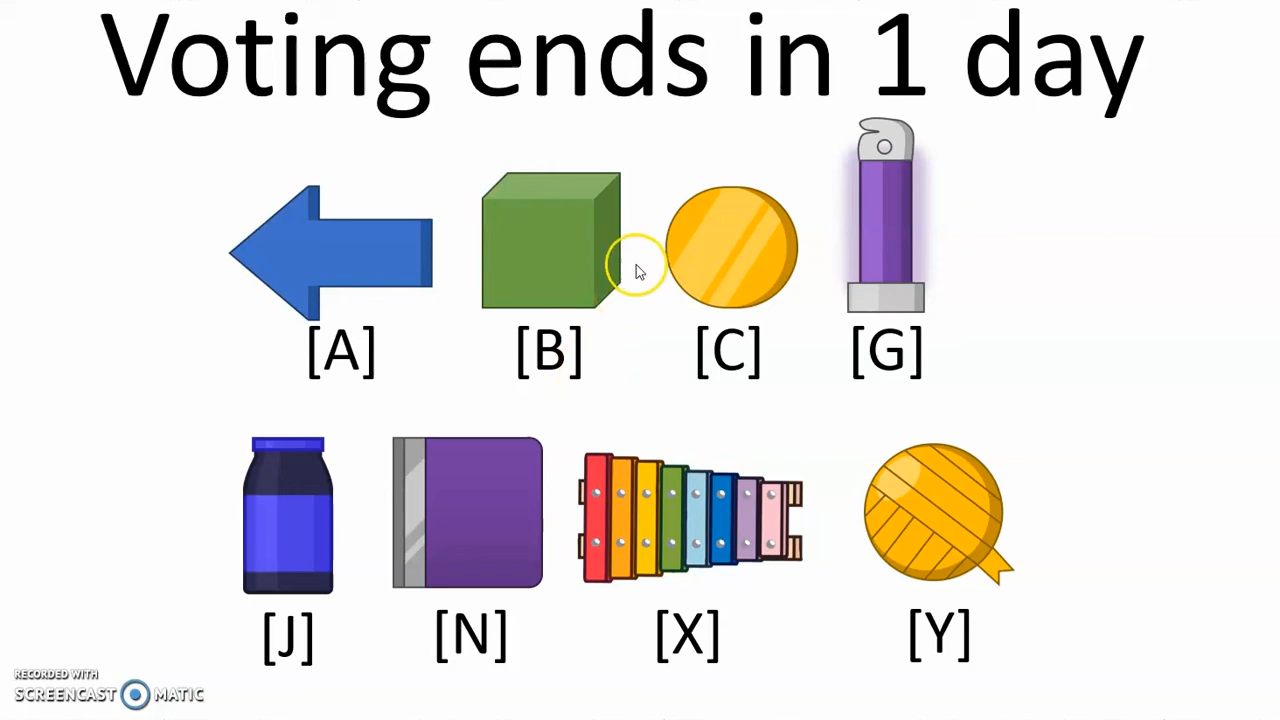 Voting ends in 1 day
[A] [B] [C] [G]
[J] [N] [X] [Y]
RECORDED WITH
SCREENCAST MATIC